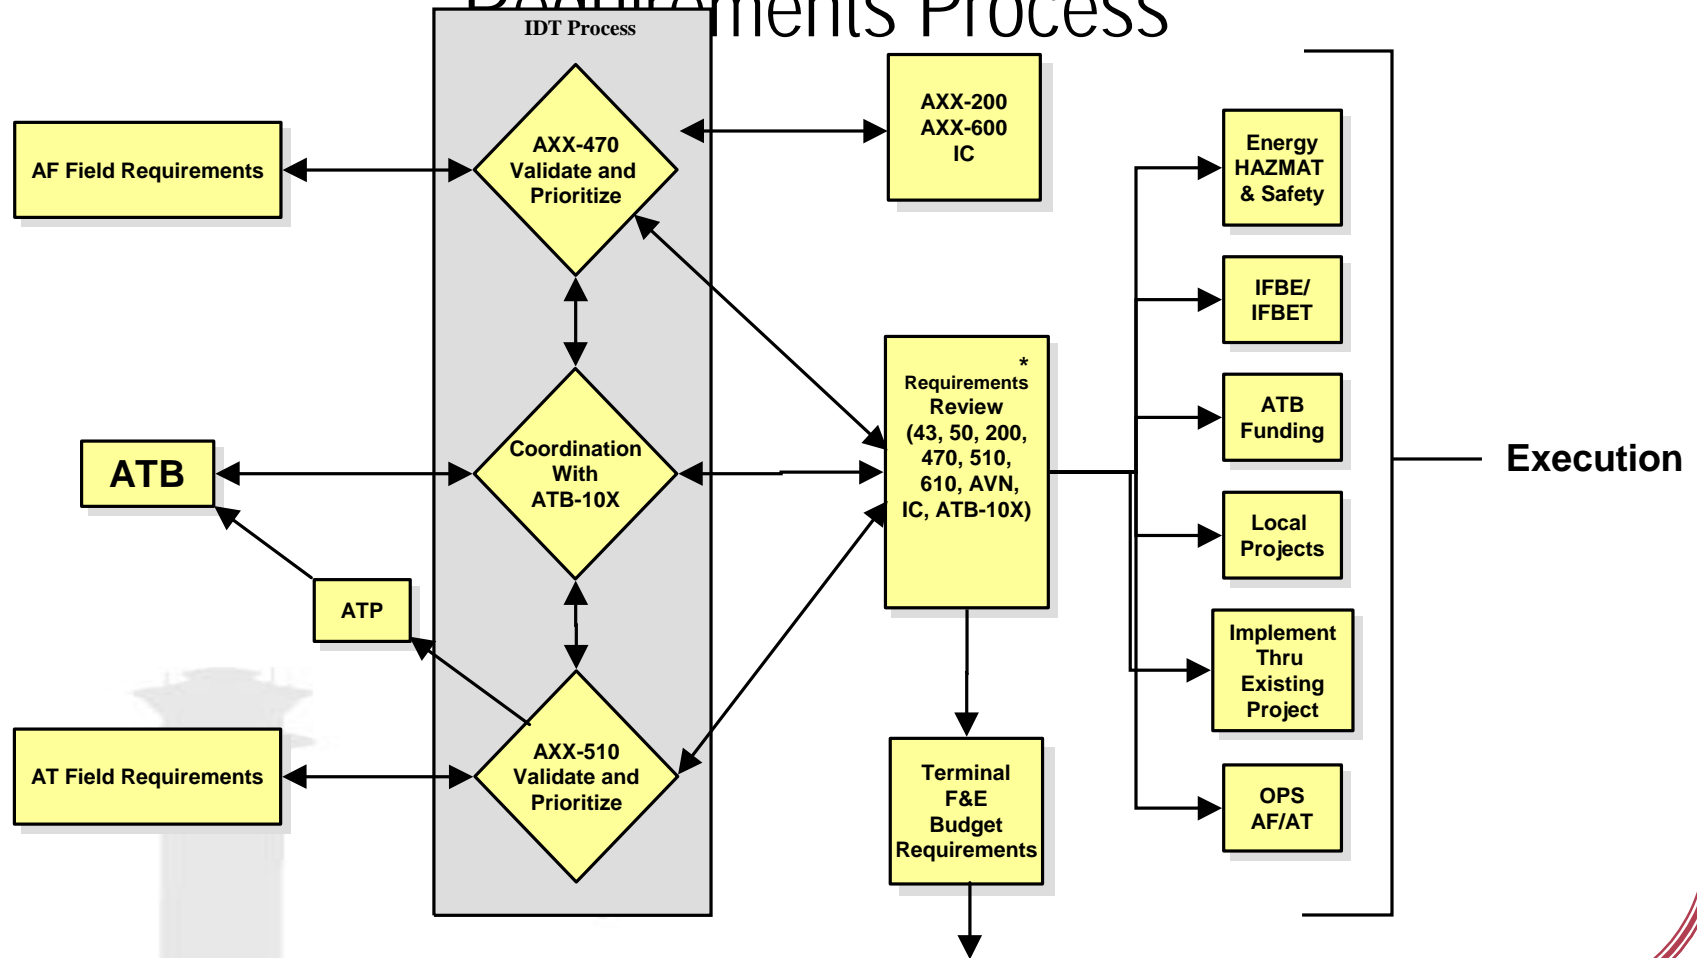 Requirements Process
IDT Process
AXX-200
AXX-600
IC
AXX-470
Validate and
Prioritize
AF Field Requirements
Energy
HAZMAT
& Safety
IFBE/
IFBET
*
Requirements
Review
(43, 50, 200,
470, 510,
610, AVN,
IC, ATB-10X)
ATB
Funding
Coordination
With
ATB-10X
ATB
Execution
Local
Projects
ATP
Implement
Thru
Existing
Project
AXX-510
Validate and
Prioritize
AT Field Requirements
Terminal
F&E
Budget
Requirements
OPS
AF/AT